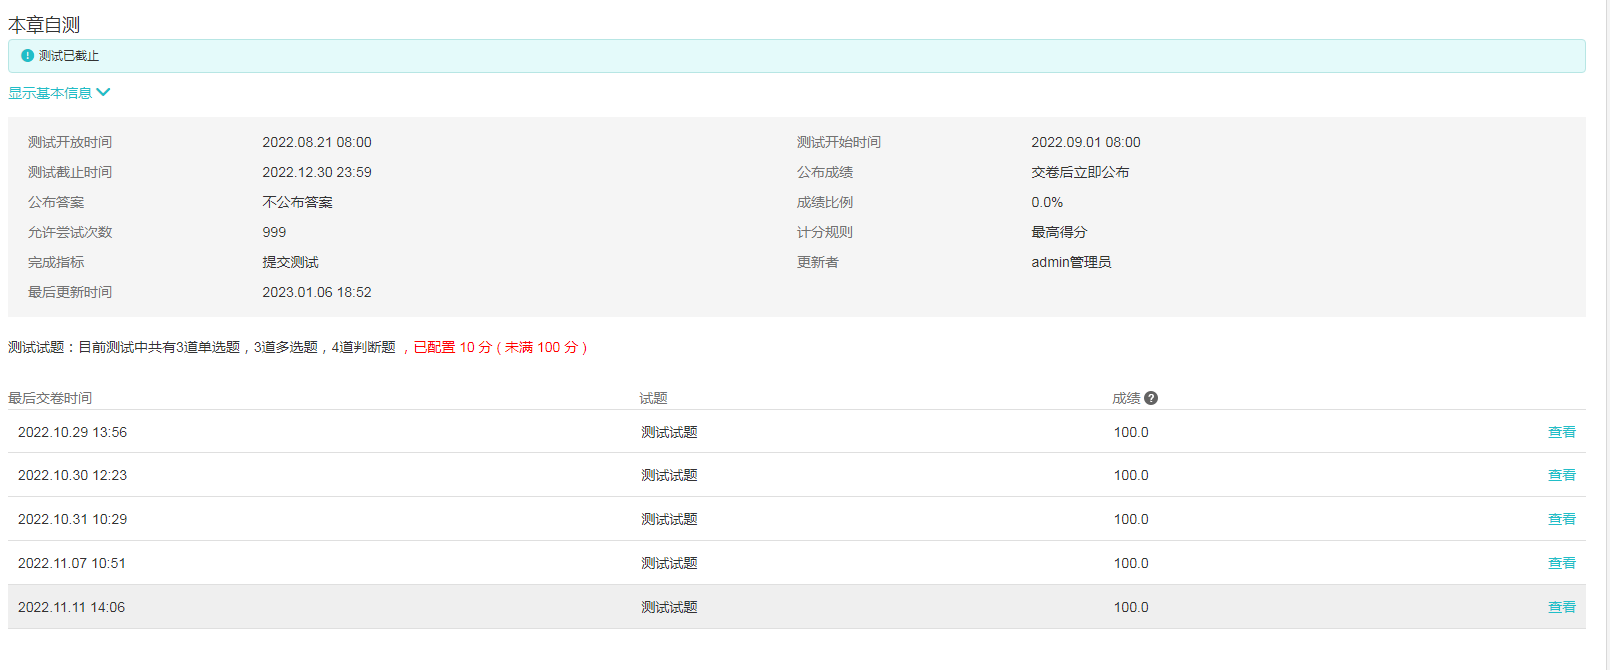 本章自测
测试已截止
显示基本信息
测试开放时间 2022.08.21 08:00 测试开始时间 2022.09.01 08:00
测试截止时间 2022.12.30 23:59 公布成绩 交卷后立即公布
公布答案 不公布答案 成绩比例 0.0%
允许尝试次数 999 计分规则 最高得分
完成指标 提交测试 更新者 admin管理员
最后更新时间 2023.01.06 18:52
测试试题：目前测试中共有3道单选题，3道多选题，4道判断题 ，已配置 10 分 ( 未满 100 分 )
最后交卷时间 试题 成绩 ?
2022.10.29 13:56 测试试题 100.0 查看
2022.10.30 12:23 测试试题 100.0 查看
2022.10.31 10:29 测试试题 100.0 查看
2022.11.07 10:51 测试试题 100.0 查看
2022.11.11 14:06 测试试题 100.0 查看